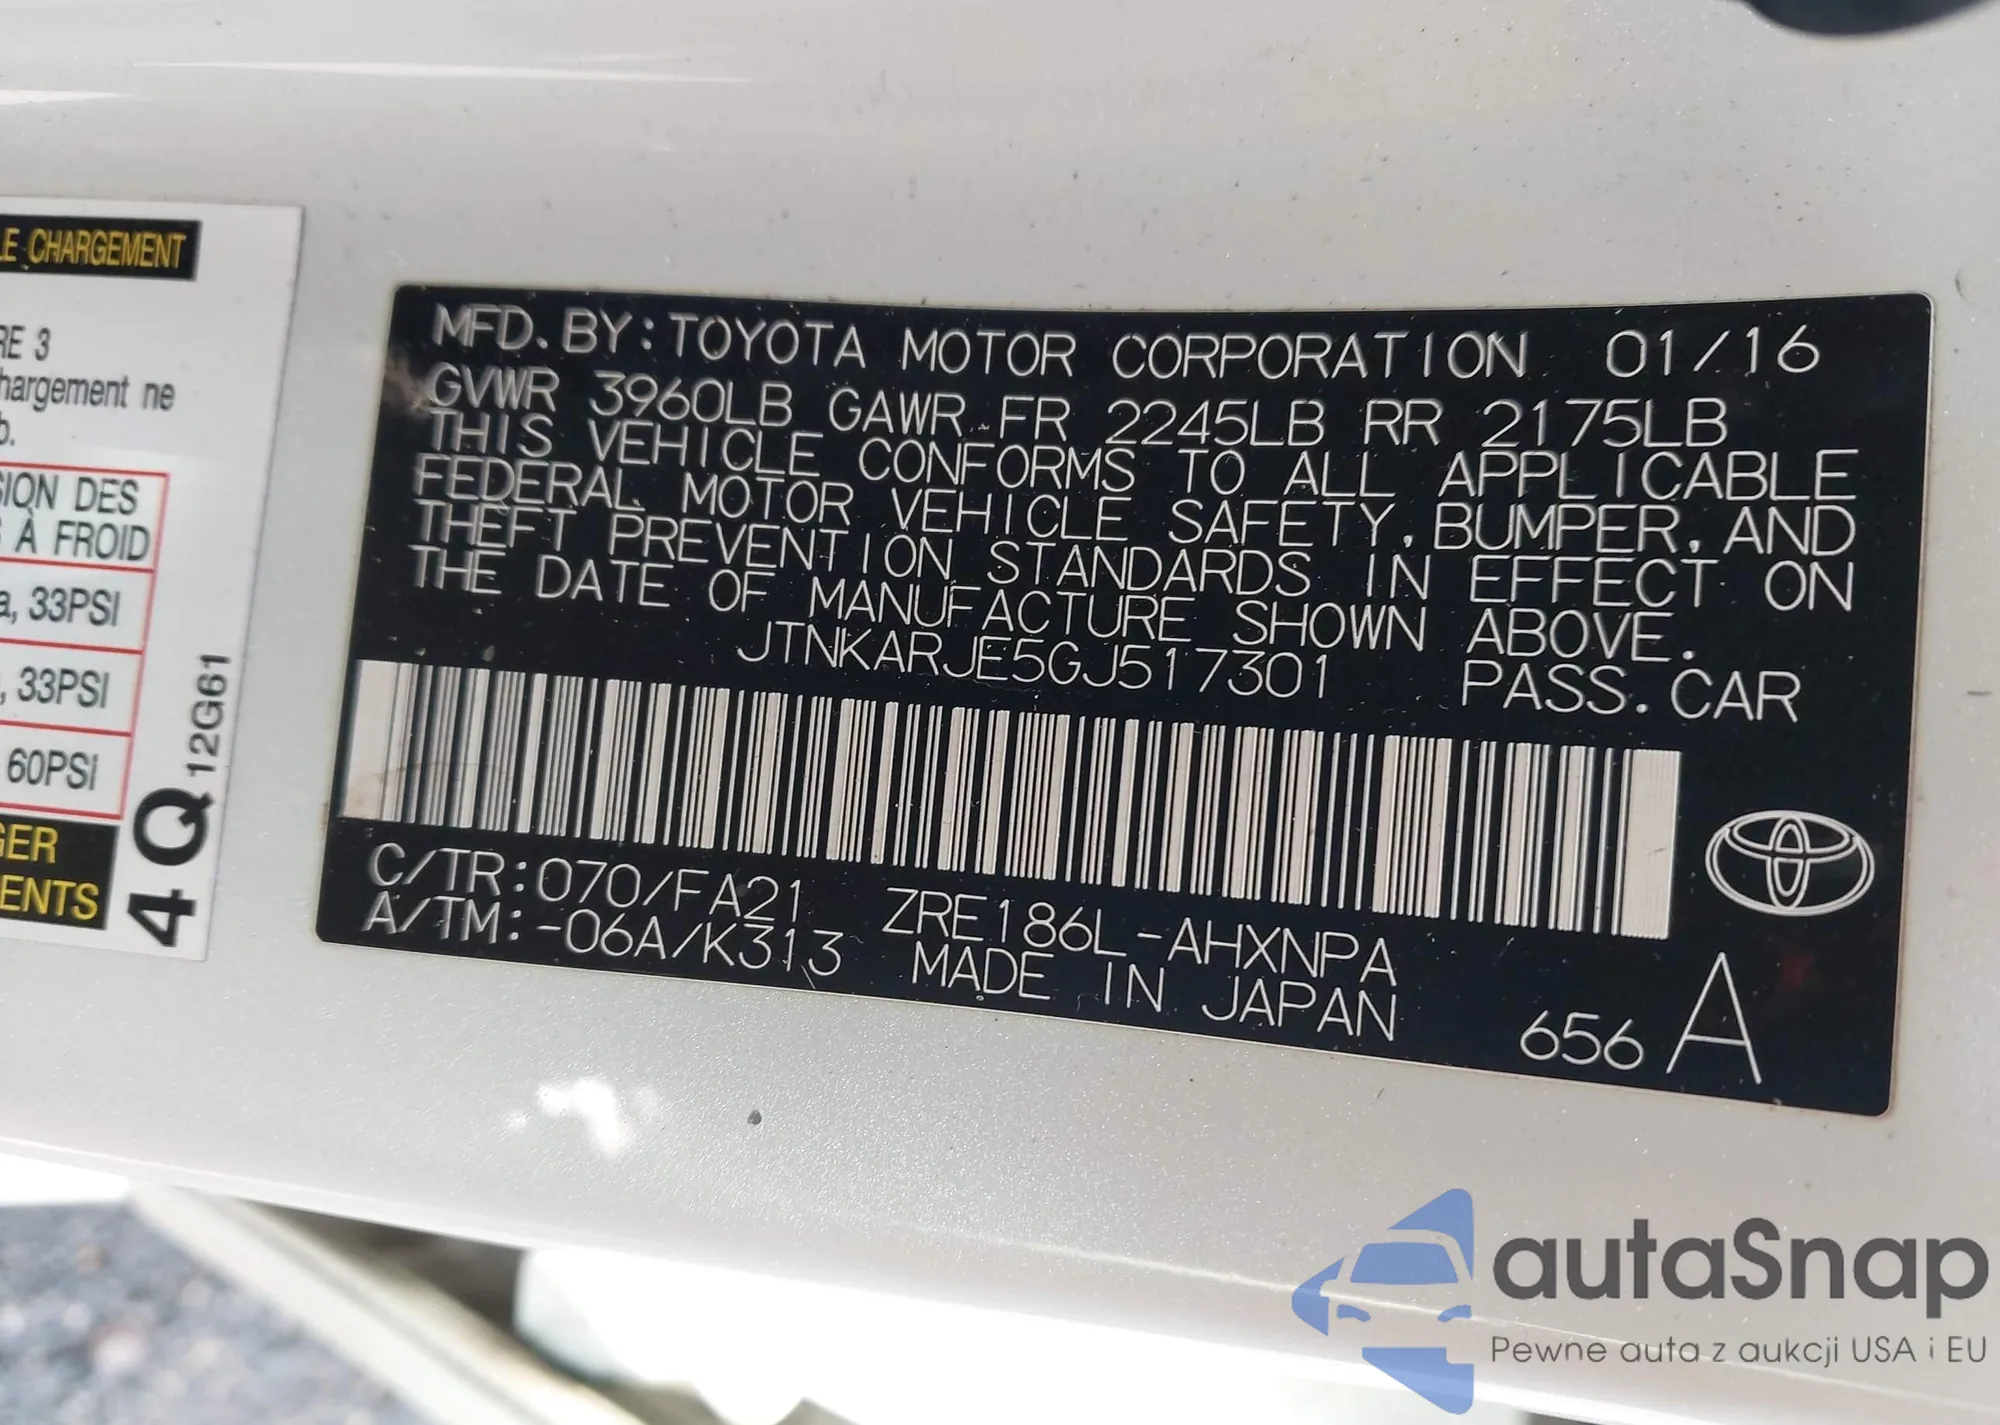 LE CHARGEMENT
RE 3
hargement ne
b.
SION DES
S À FROID
a, 33PSI
, 33PSI
60PSI
GER
ENTS
4Q 12G61
MFD. BY: TOYOTA MOTOR CORPORATION 01/16
GVWR 3960LB GAWR FR 2245LB RR 2175LB
THIS VEHICLE CONFORMS TO ALL APPLICABLE
FEDERAL MOTOR VEHICLE SAFETY, BUMPER, AND
THEFT PREVENTION STANDARDS IN EFFECT ON
THE DATE OF MANUFACTURE SHOWN ABOVE.
JTNKARJE5GJ517301 PASS. CAR
C/TR: 070/FA21 ZRE186L-AHXNPA
A/TM: -06A/K313 MADE IN JAPAN
656 A
autaSnap
Pewne auta z aukcji USA i EU